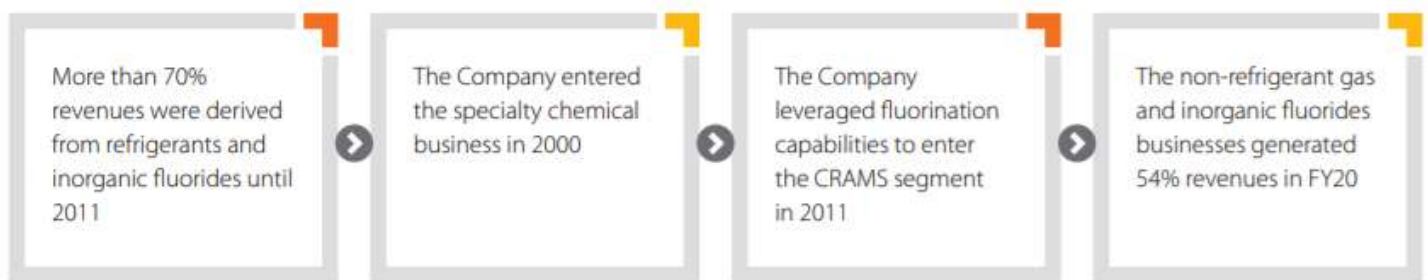 More than 70%
revenues were derived
from refrigerants and
inorganic fluorides until
2011
The Company entered
the specialty chemical
business in 2000
The Company
leveraged fluorination
capabilities to enter
the CRAMS segment
in 2011
The non-refrigerant gas
and inorganic fluorides
businesses generated
54% revenues in FY20